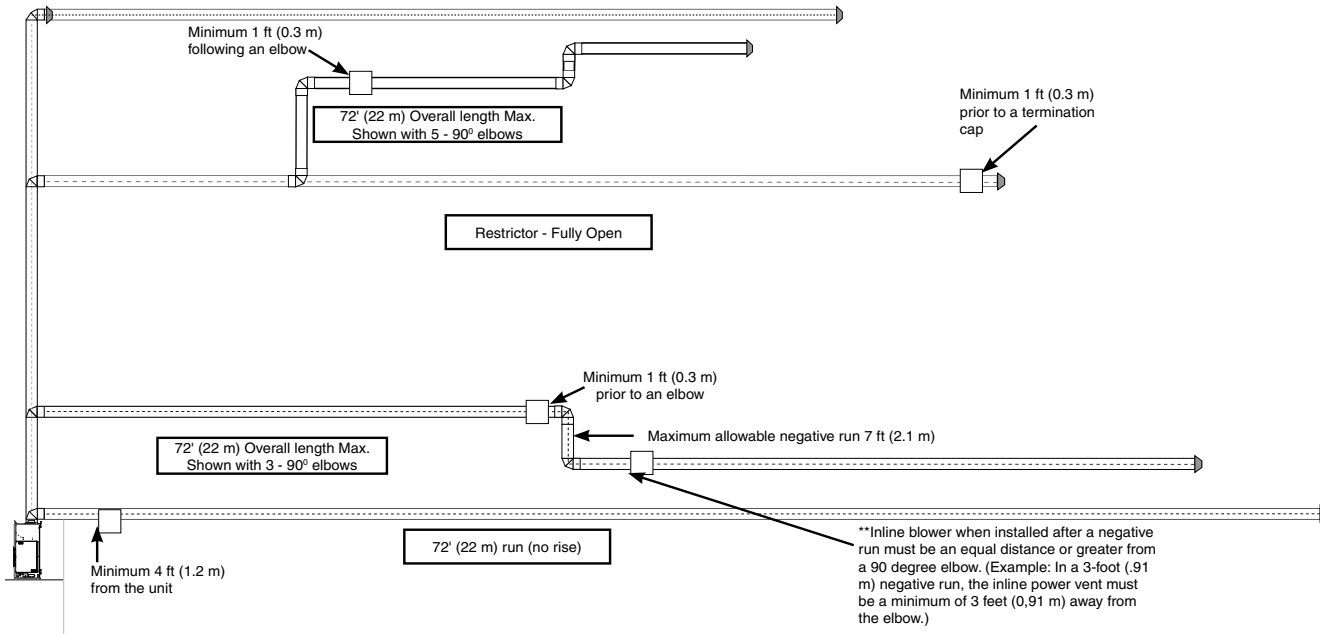 Minimum 1 ft (0.3 m)
following an elbow
72' (22 m) Overall length Max.
Shown with 5 - 90⁰ elbows
Minimum 1 ft (0.3 m)
prior to a termination
cap
Restrictor - Fully Open
Minimum 1 ft (0.3 m)
prior to an elbow
Maximum allowable negative run 7 ft (2.1 m)
72' (22 m) Overall length Max.
Shown with 3 - 90⁰ elbows
72' (22 m) run (no rise)
Minimum 4 ft (1.2 m)
from the unit
**Inline blower when installed after a negative
run must be an equal distance or greater from
a 90 degree elbow. (Example: In a 3-foot (.91
m) negative run, the inline power vent must
be a minimum of 3 feet (0,91 m) away from
the elbow.)